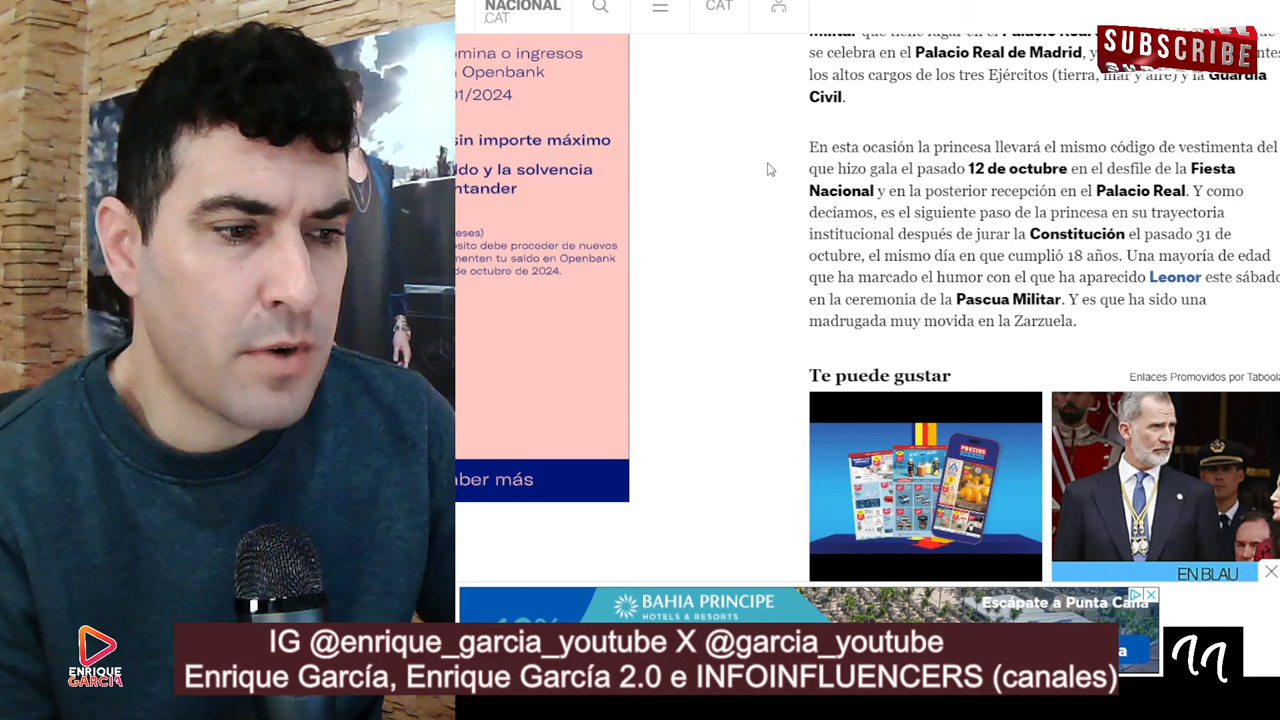 NACIONAL
.CAT
CAT
SUBSCRIBE
ómina o ingresos
Openbank
01/2024
sin importe máximo
ldo y la solvencia
ntander
eses)
ósito debe proceder de nuevos
menten tu saldo en Openbank
de octubre de 2024.
aber más
se celebra en el Palacio Real de Madrid, y
los altos cargos de los tres Ejércitos (tierra, mar y aire) y la Guardia
Civil.
En esta ocasión la princesa llevará el mismo código de vestimenta del
que hizo gala el pasado 12 de octubre en el desfile de la Fiesta
Nacional y en la posterior recepción en el Palacio Real. Y como
decíamos, es el siguiente paso de la princesa en su trayectoria
institucional después de jurar la Constitución el pasado 31 de
octubre, el mismo día en que cumplió 18 años. Una mayoría de edad
que ha marcado el humor con el que ha aparecido Leonor este sábado
en la ceremonia de la Pascua Militar. Y es que ha sido una
madrugada muy movida en la Zarzuela.
Te puede gustar
Enlaces Promovidos por Taboola
PRECIOS
EN BLAU
BAHIA PRINCIPE
HOTELS & RESORTS
Escápate a Punta Cana
IG @enrique_garcia_youtube X @garcia_youtube
Enrique García, Enrique García 2.0 e INFOINFLUENCERS (canales)
ENRIQUE
GARCÍA